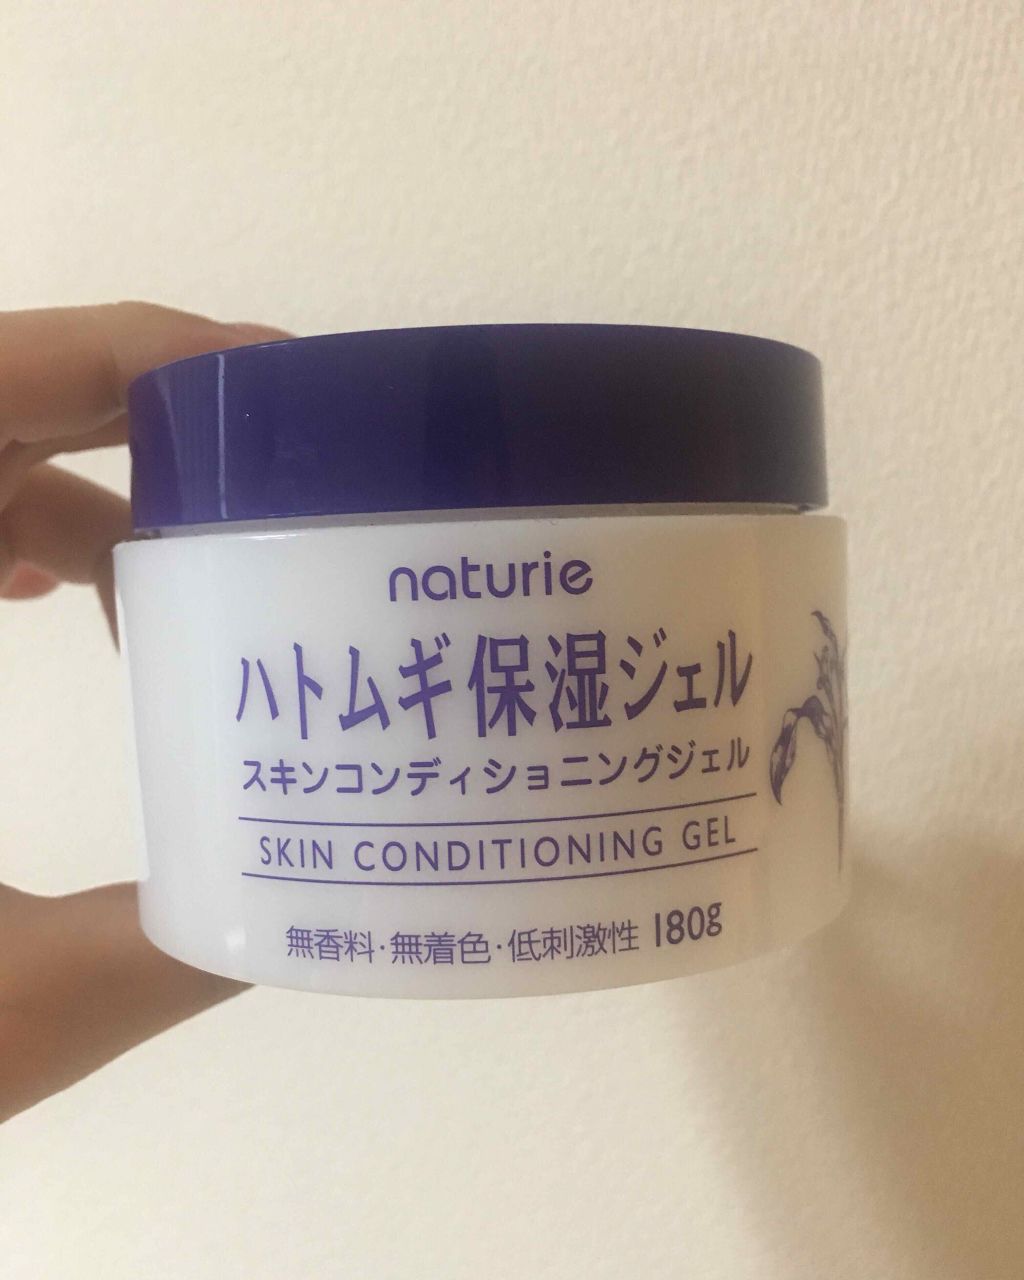 naturie
ハトムギ保湿ジェル
スキンコンディショニングジェル
SKIN CONDITIONING GEL
無香料・無着色・低刺激性 180g